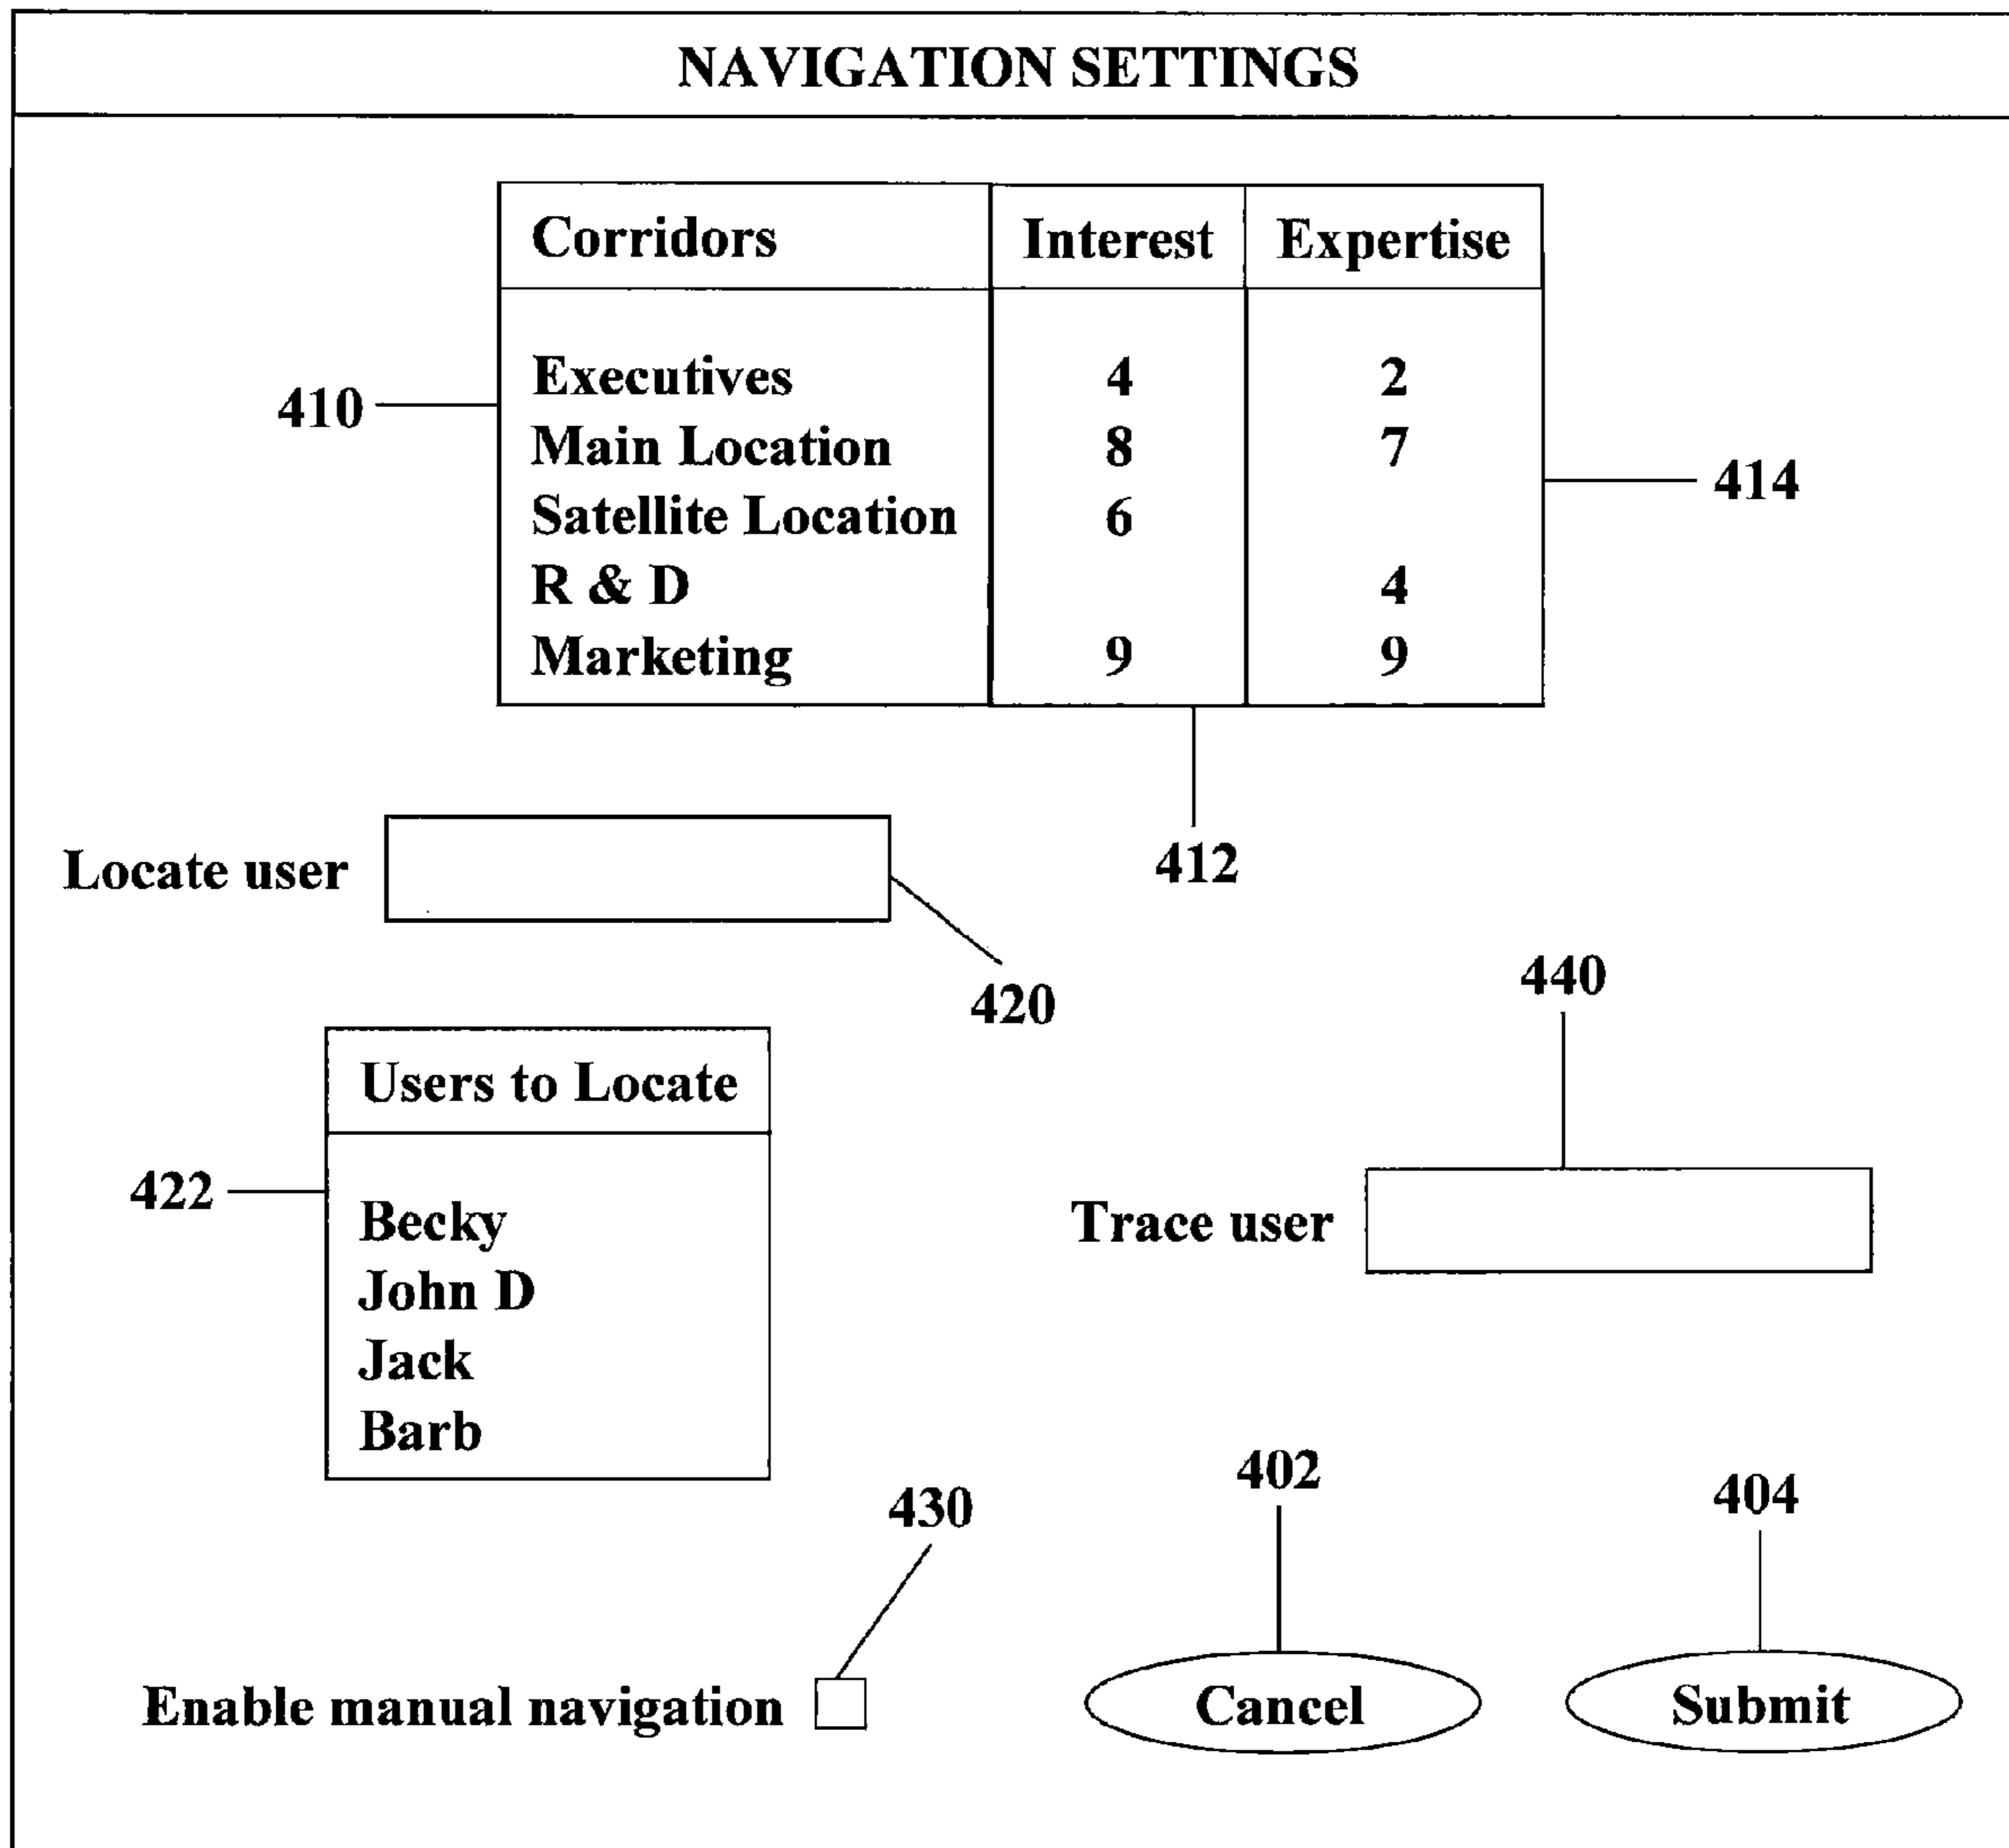 NAVIGATION SETTINGS
Corridors Interest Expertise
Executives 4 2
410
Main Location 8 7
414
Satellite Location 6
R & D 4
Marketing 9 9
412
Locate user
420
440
Users to Locate
422
Becky
Trace user
John D
Jack
Barb
402
404
430
Enable manual navigation
Cancel
Submit